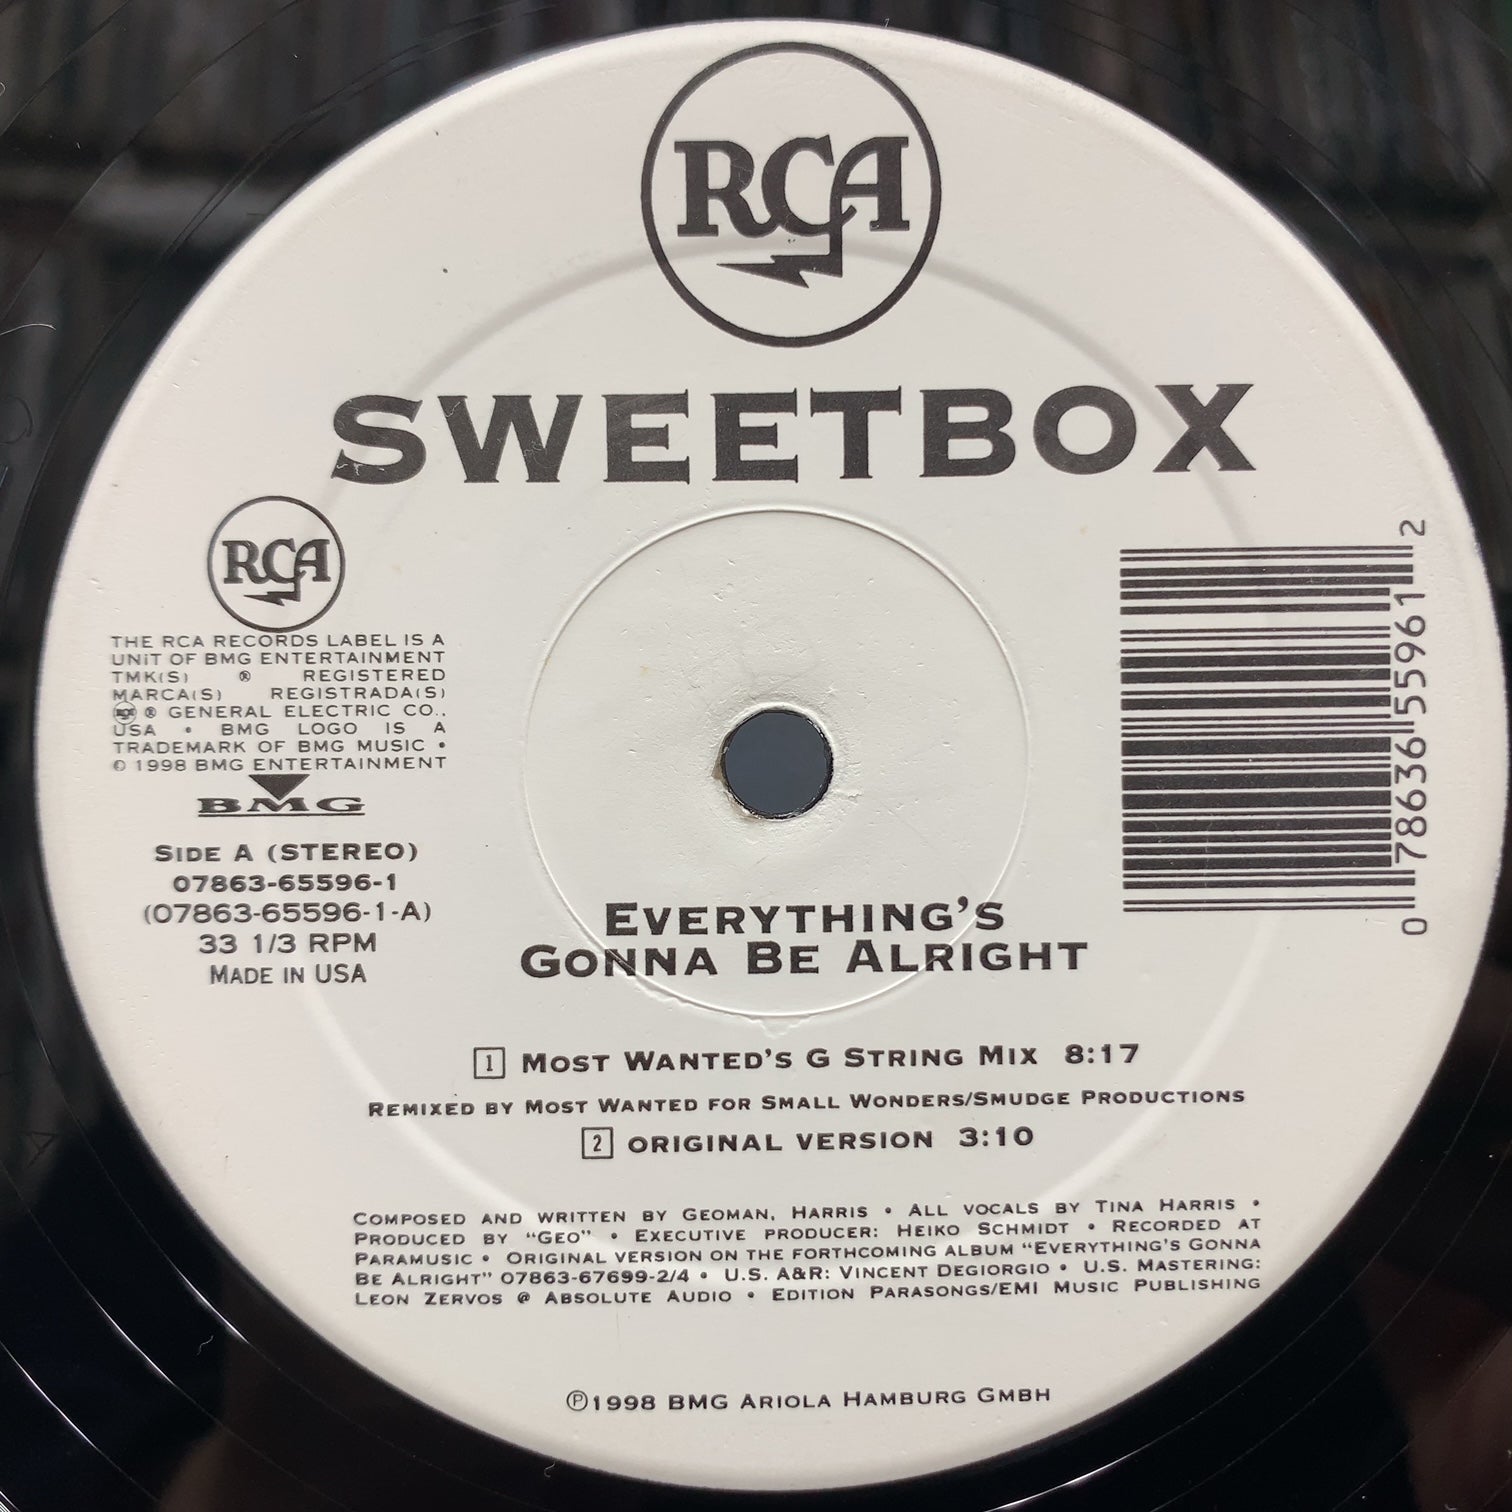 RCA
SWEETBOX
RCA
THE RCA RECORDS LABEL IS A
UNIT OF BMG ENTERTAINMENT
TMK(S) ® REGISTERED
MARCA(S) REGISTRADA(S)
RCA ® GENERAL ELECTRIC CO.,
USA • BMG LOGO IS A
TRADEMARK OF BMG MUSIC •
© 1998 BMG ENTERTAINMENT
BMG
SIDE A (STEREO)
07863-65596-1
(07863-65596-1-A)
33 1/3 RPM
MADE IN USA
0 78636 55961 2
EVERYTHING'S
GONNA BE ALRIGHT
1 MOST WANTED'S G STRING MIX 8:17
REMIXED BY MOST WANTED FOR SMALL WONDERS/SMUDGE PRODUCTIONS
2 ORIGINAL VERSION 3:10
COMPOSED AND WRITTEN BY GEOMAN, HARRIS • ALL VOCALS BY TINA HARRIS •
PRODUCED BY "GEO" • EXECUTIVE PRODUCER: HEIKO SCHMIDT • RECORDED AT
PARAMUSIC • ORIGINAL VERSION ON THE FORTHCOMING ALBUM "EVERYTHING'S GONNA
BE ALRIGHT" 07863-67699-2/4 • U.S. A&R: VINCENT DEGIORGIO • U.S. MASTERING:
LEON ZERVOS @ ABSOLUTE AUDIO • EDITION PARASONGS/EMI MUSIC PUBLISHING
℗1998 BMG ARIOLA HAMBURG GMBH